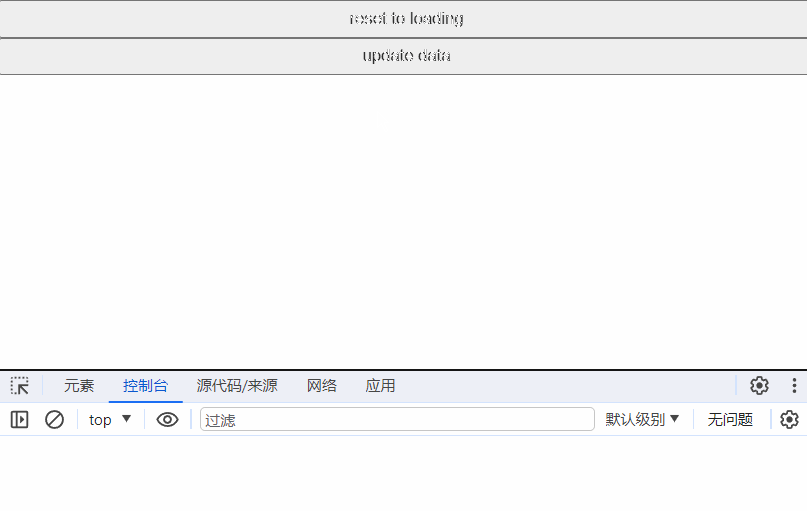 reset to loading
update data
元素 控制台 源代码/来源 网络 应用
top 过滤 默认级别 无问题